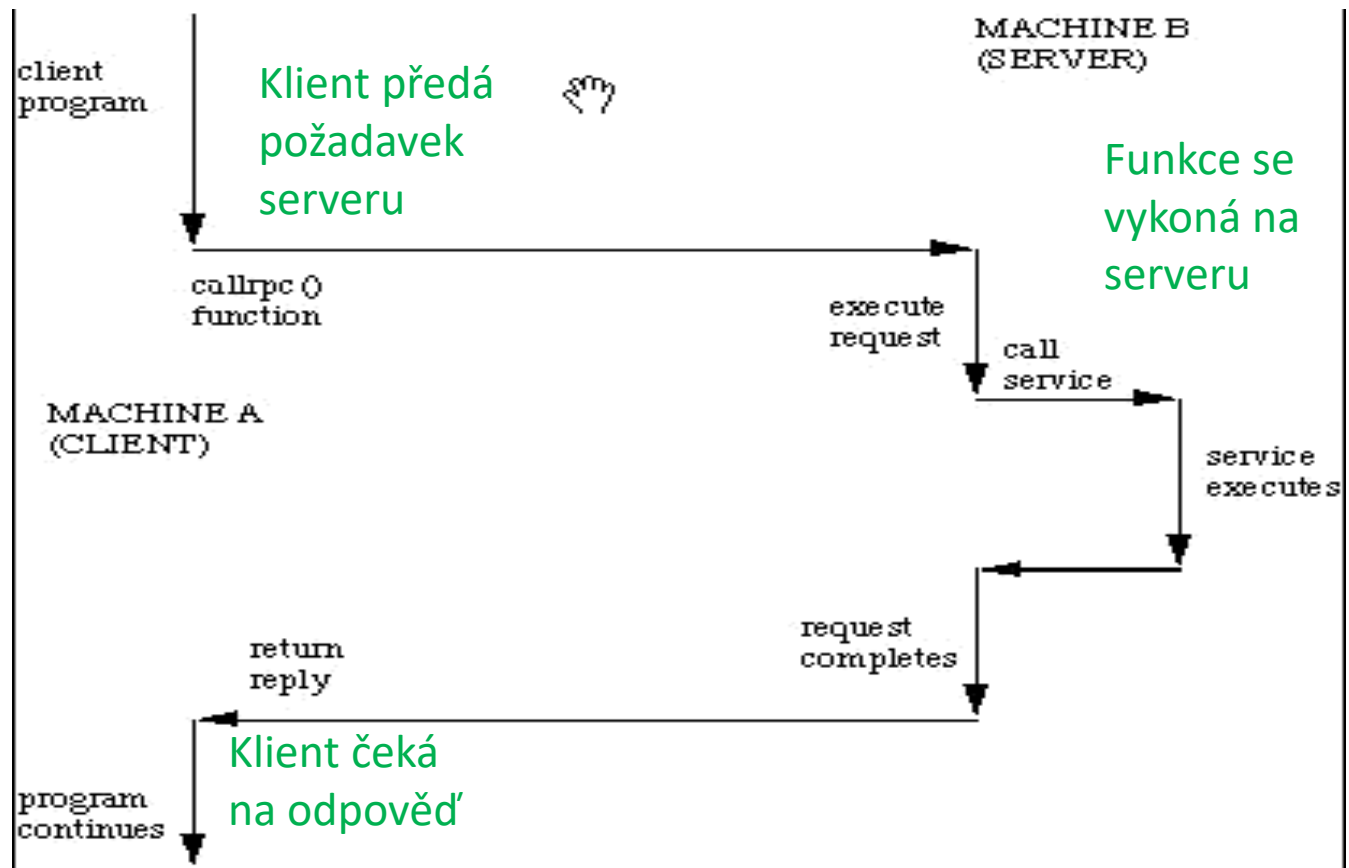 MACHINE B
(SERVER)
client
program
Klient předá
požadavek
serveru
Funkce se
vykoná na
serveru
callrpc ()
function
execute
request
call
service
MACHINE A
(CLIENT)
service
executes
request
completes
return
reply
Klient čeká
na odpověď
program
continues